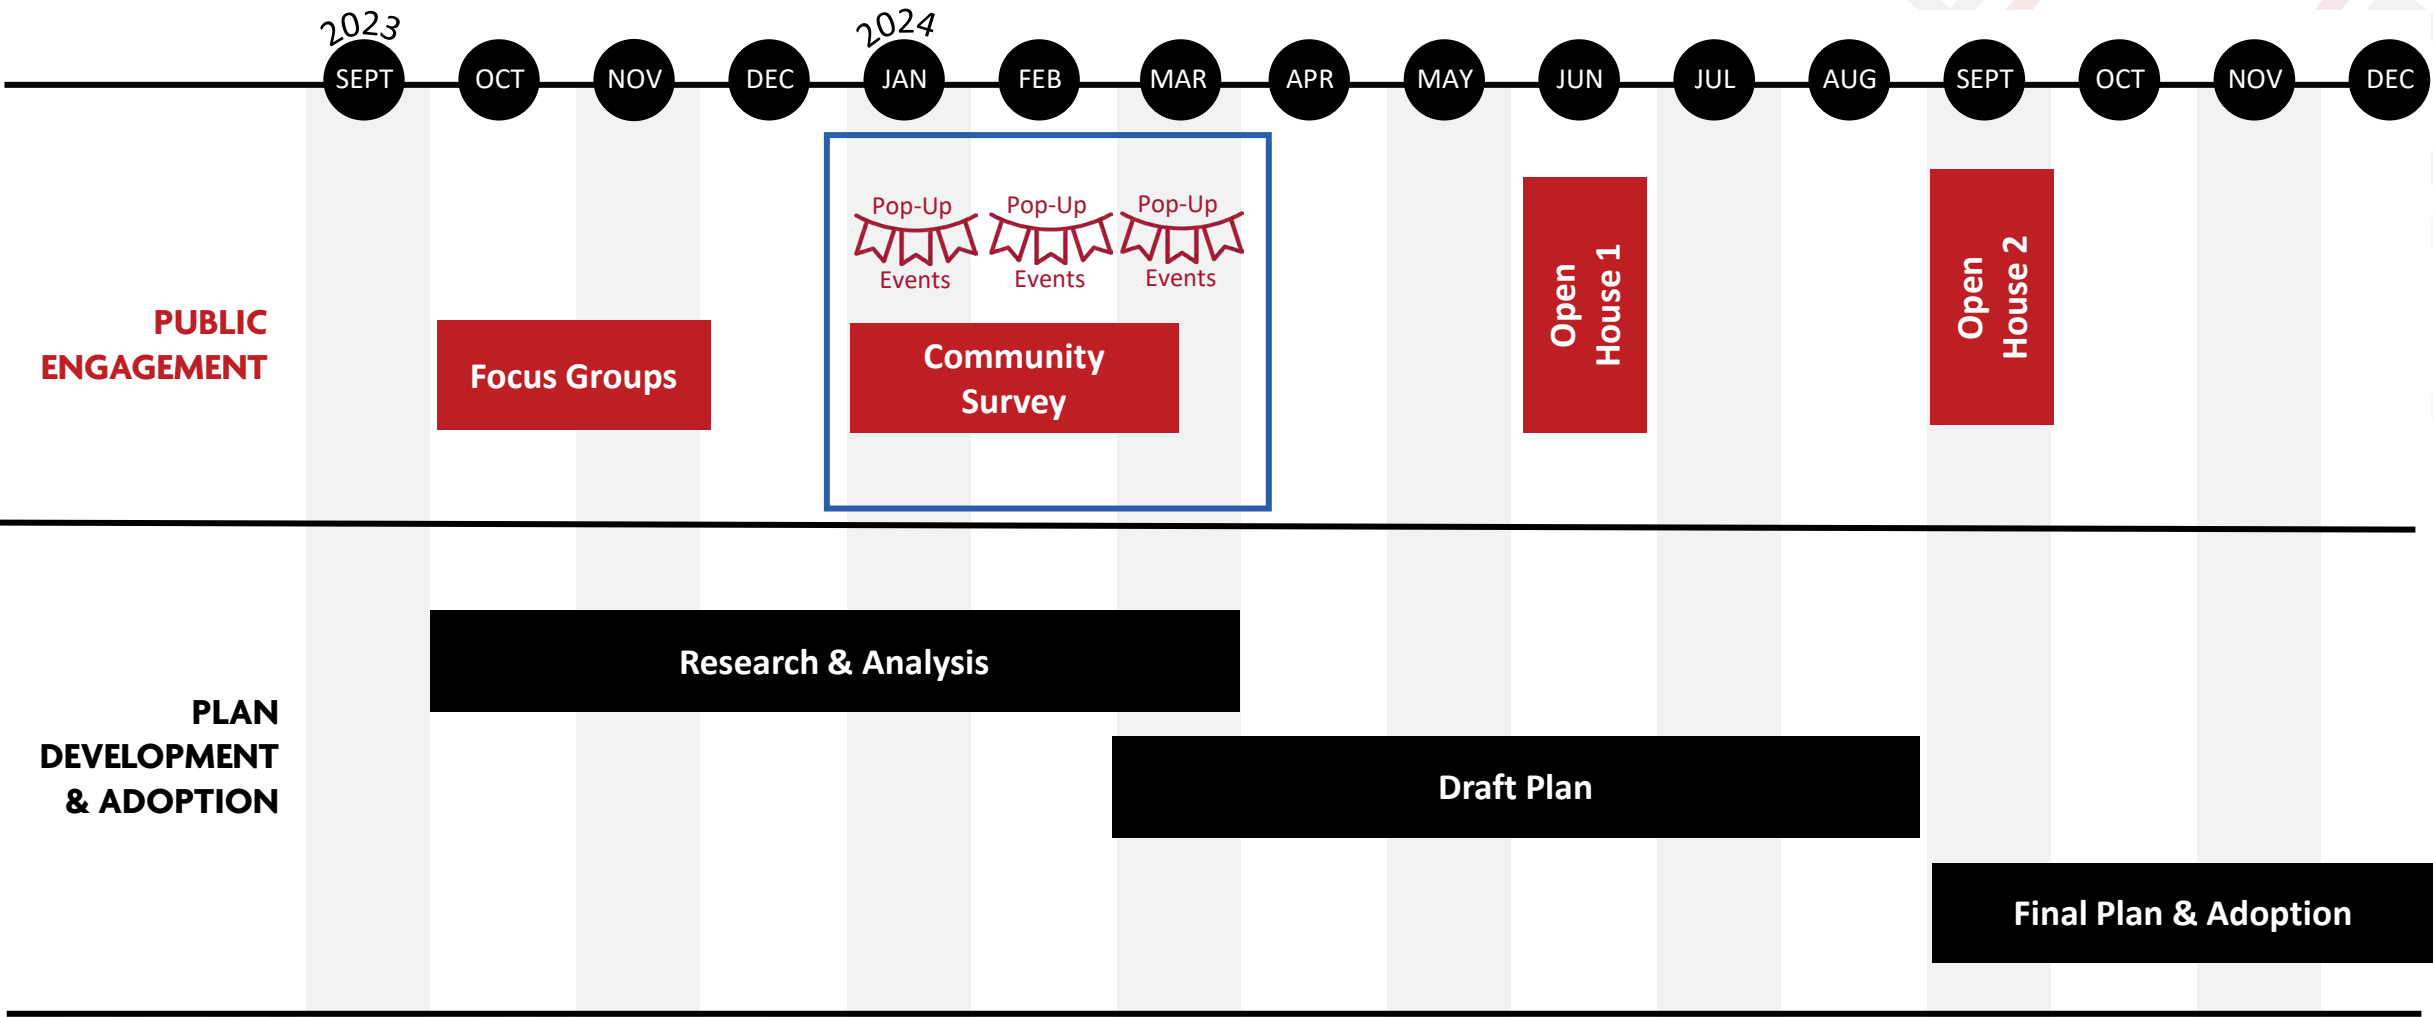 2023
2024
SEPT OCT NOV DEC JAN FEB MAR APR MAY JUN JUL AUG SEPT OCT NOV DEC
PUBLIC
ENGAGEMENT
Focus Groups
Pop-Up
Events
Pop-Up
Events
Pop-Up
Events
Community
Survey
Open
House 1
Open
House 2
PLAN
DEVELOPMENT
& ADOPTION
Research & Analysis
Draft Plan
Final Plan & Adoption